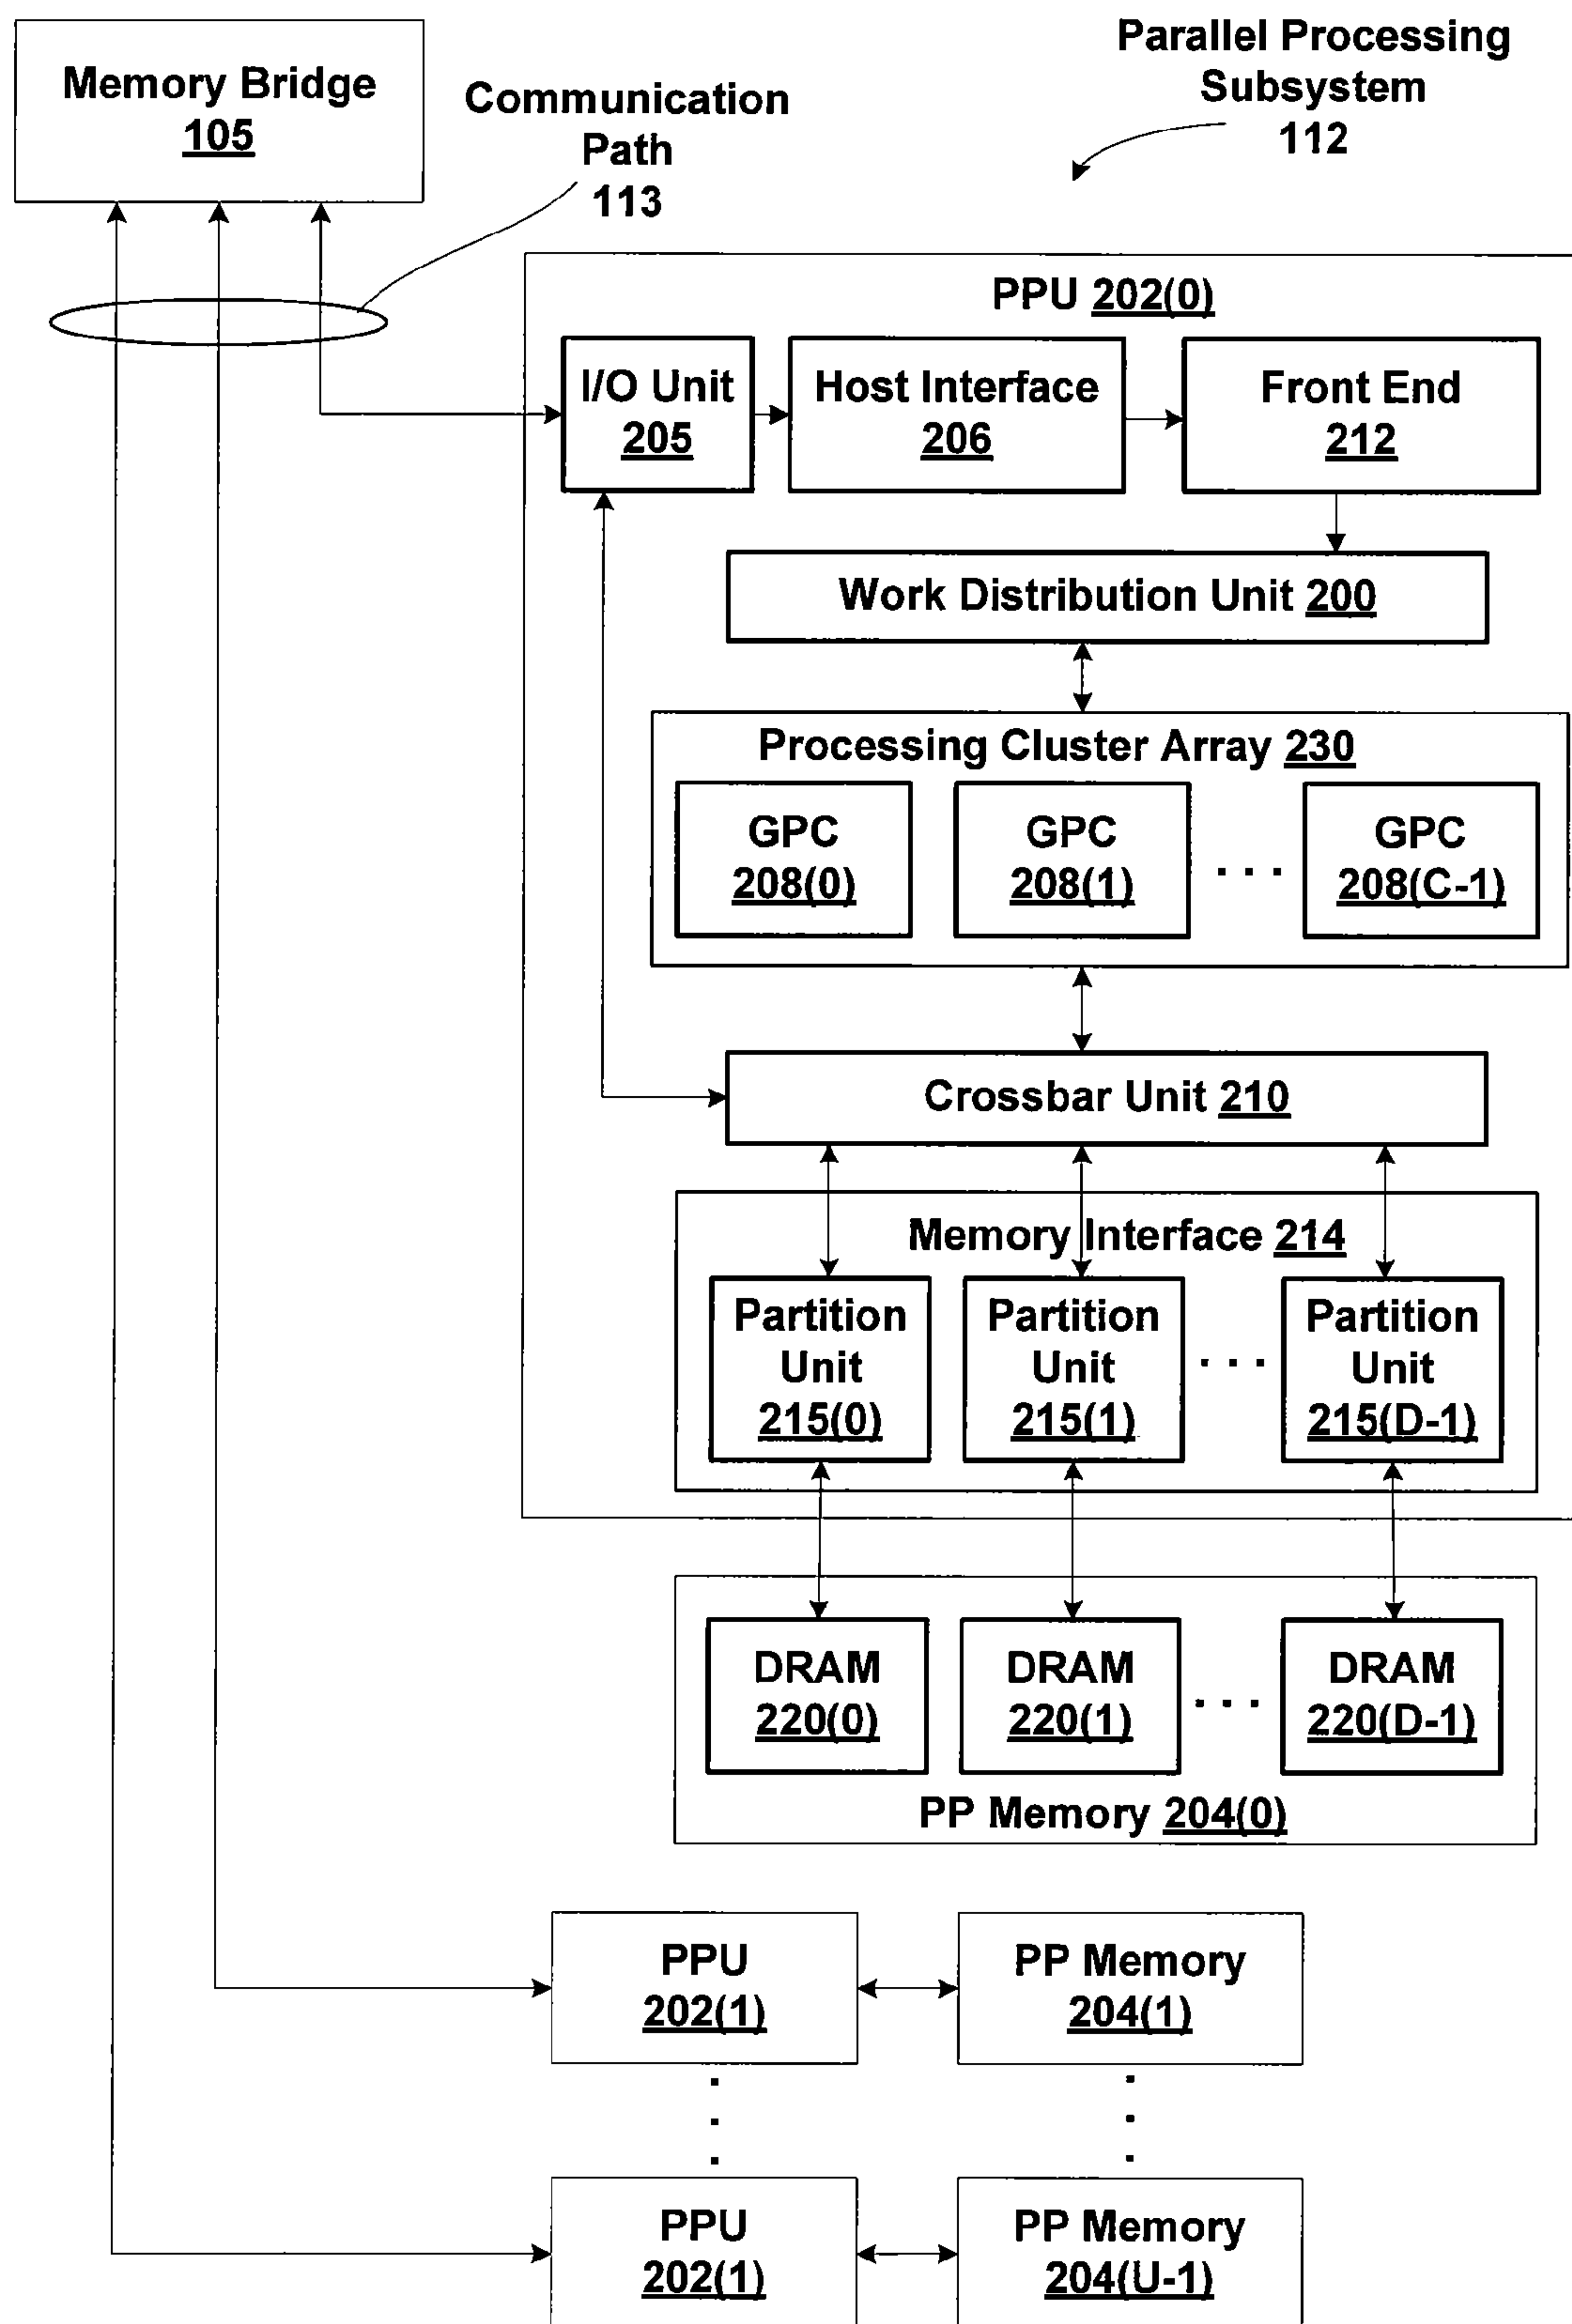 Memory Bridge
105
Communication
Path
113
Parallel Processing
Subsystem
112
PPU 202(0)
I/O Unit
205
Host Interface
206
Front End
212
Work Distribution Unit 200
Processing Cluster Array 230
GPC
208(0)
GPC
208(1)
. . .
GPC
208(C-1)
Crossbar Unit 210
Memory Interface 214
Partition
Unit
215(0)
Partition
Unit
215(1)
. . .
Partition
Unit
215(D-1)
DRAM
220(0)
DRAM
220(1)
. . .
DRAM
220(D-1)
PP Memory 204(0)
PPU
202(1)
PP Memory
204(1)
PPU
202(1)
PP Memory
204(U-1)